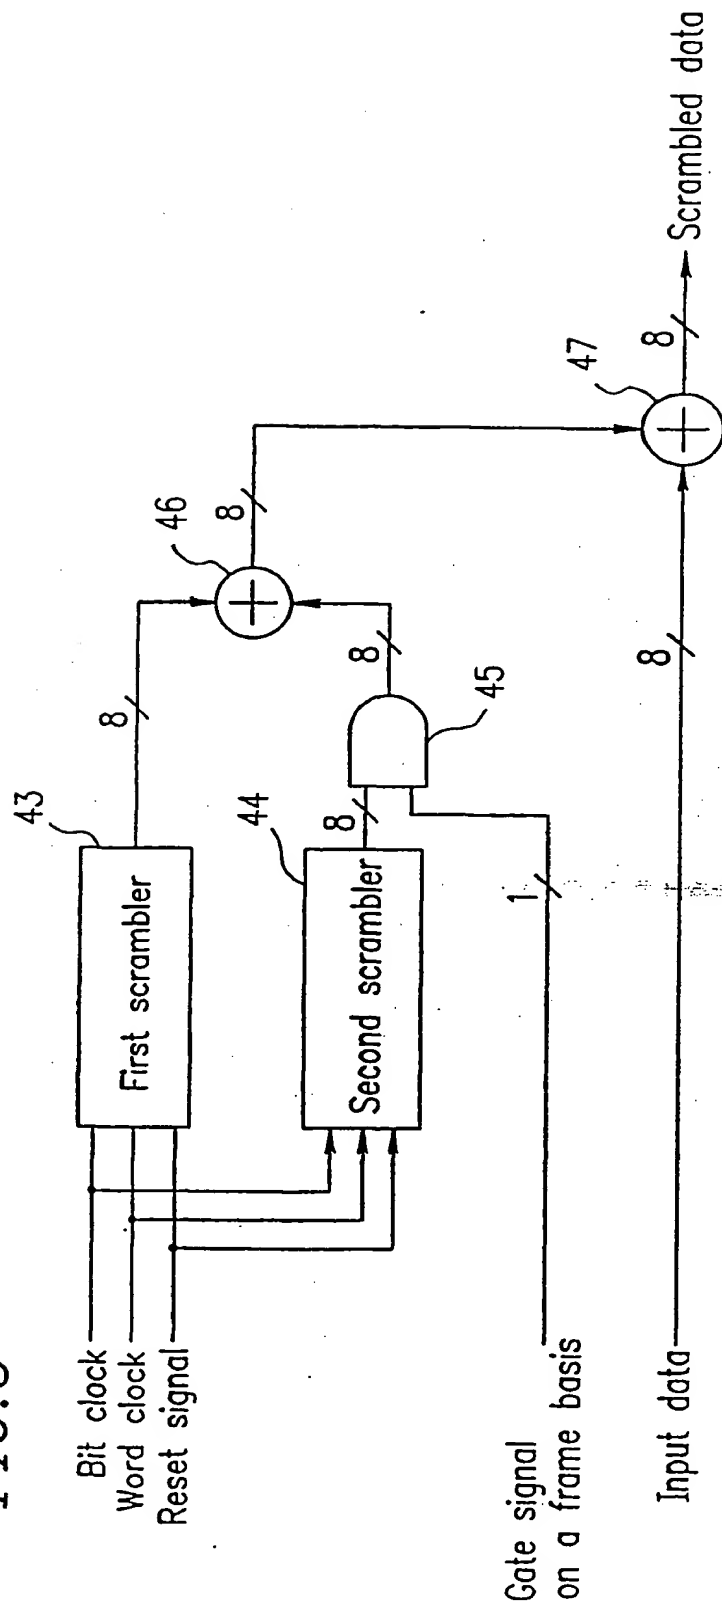 Bit clock
Word clock
Reset signal
First scrambler
43
8
46
8
Second scrambler
44
8
45
8
Gate signal
on a frame basis
1
Input data
8
47
8
Scrambled data